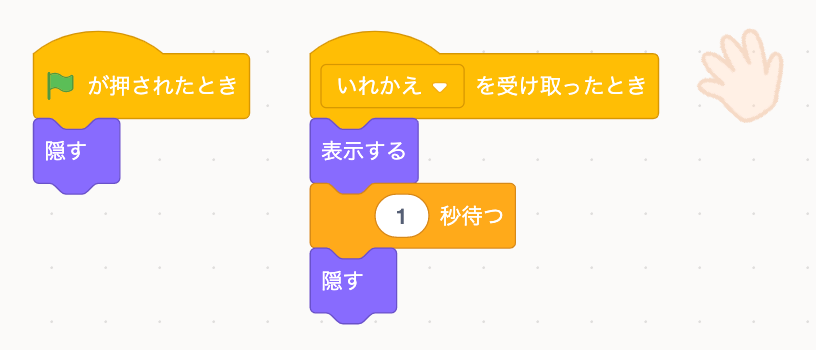 が押されたとき
隠す
いれかえ を受け取ったとき
表示する
1 秒待つ
隠す